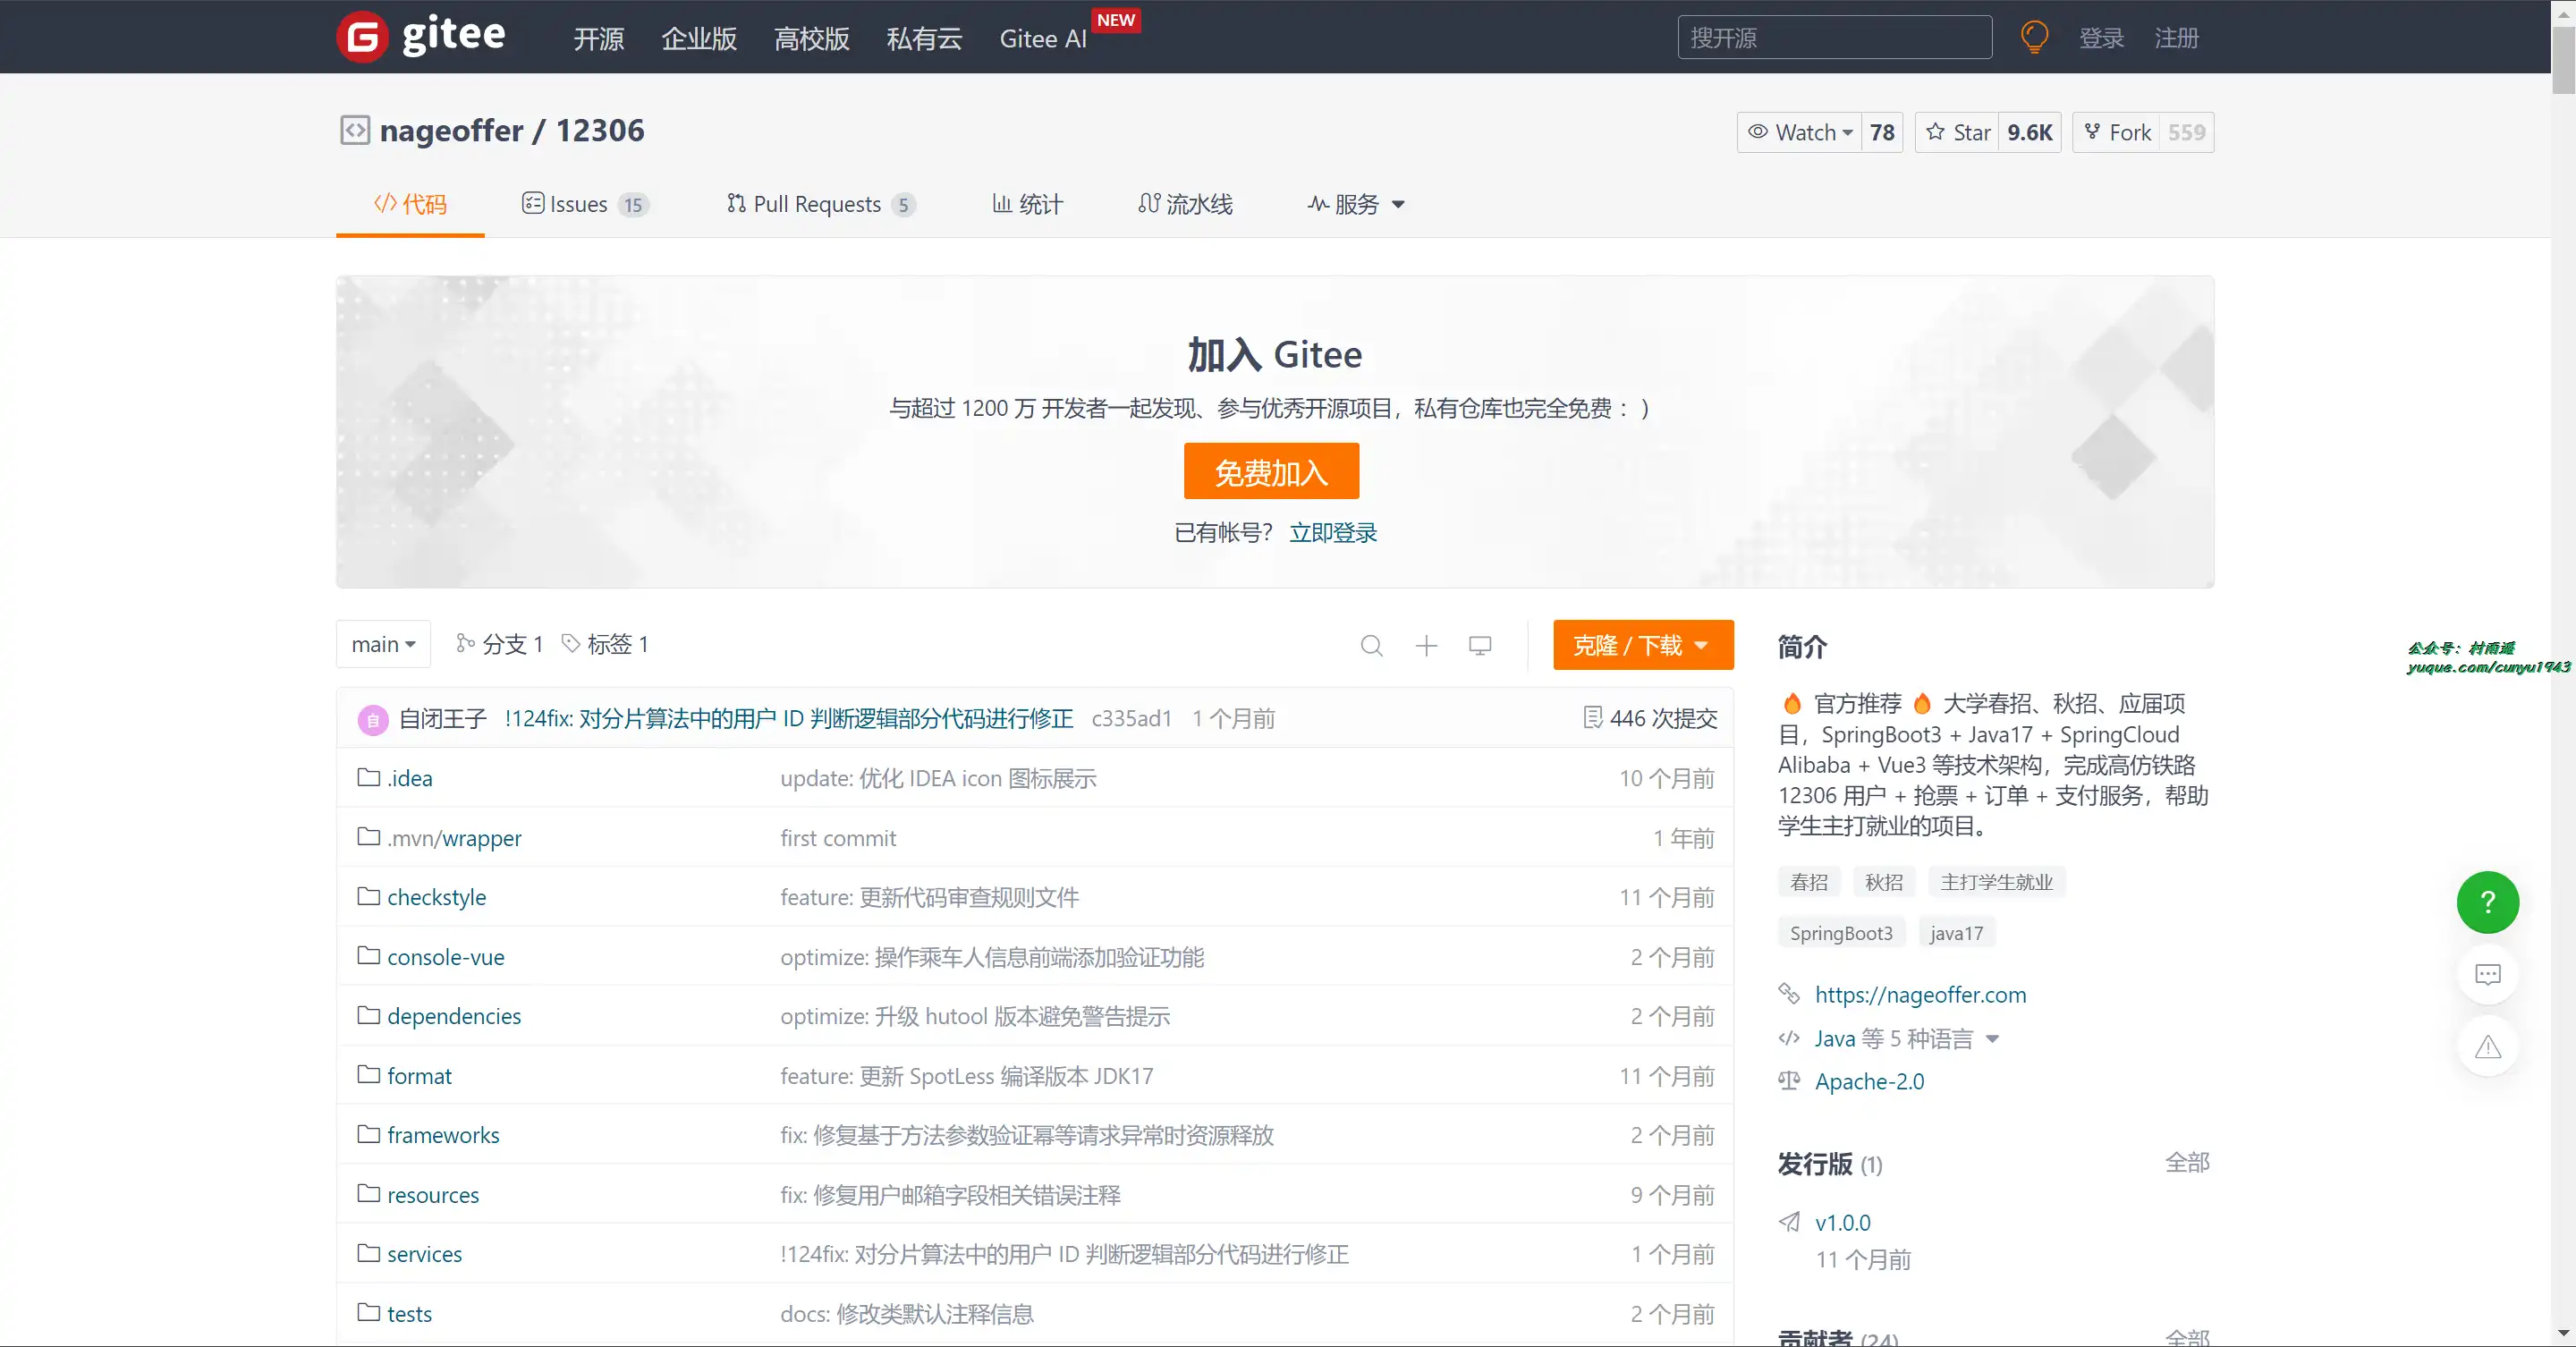 gitee 开源 企业版 高校版 私有云 Gitee AI NEW 搜开源 登录 注册
nageoffer / 12306 Watch 78 Star 9.6K Fork 559
代码 Issues 15 Pull Requests 5 统计 流水线 服务
加入 Gitee
与超过 1200 万 开发者一起发现、参与优秀开源项目，私有仓库也完全免费：）
免费加入
已有帐号？ 立即登录
main 分支 1 标签 1 克隆 / 下载
自 自闭王子 !124fix: 对分片算法中的用户 ID 判断逻辑部分代码进行修正 c335ad1 1 个月前 446 次提交
.idea update: 优化 IDEA icon 图标展示 10 个月前
.mvn/wrapper first commit 1 年前
checkstyle feature: 更新代码审查规则文件 11 个月前
console-vue optimize: 操作乘车人信息前端添加验证功能 2 个月前
dependencies optimize: 升级 hutool 版本避免警告提示 2 个月前
format feature: 更新 SpotLess 编译版本 JDK17 11 个月前
frameworks fix: 修复基于方法参数验证幂等请求异常时资源释放 2 个月前
resources fix: 修复用户邮箱字段相关错误注释 9 个月前
services !124fix: 对分片算法中的用户 ID 判断逻辑部分代码进行修正 1 个月前
tests docs: 修改类默认注释信息 2 个月前
简介
🔥 官方推荐 🔥 大学春招、秋招、应届项
目，SpringBoot3 + Java17 + SpringCloud
Alibaba + Vue3 等技术架构，完成高仿铁路
12306 用户 + 抢票 + 订单 + 支付服务，帮助
学生主打就业的项目。
春招 秋招 主打学生就业
SpringBoot3 java17
https://nageoffer.com
Java 等 5 种语言
Apache-2.0
发行版 (1) 全部
v1.0.0
11 个月前
贡献者 (24) 全部
公众号：村雨遥
yuque.com/cunyu1943
?